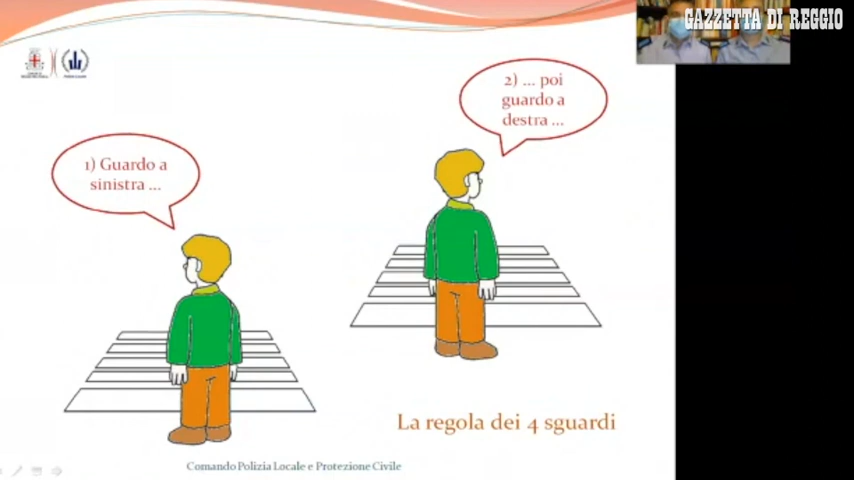 GAZZETTA DI REGGIO
2) ... poi
guardo a
destra ...
1) Guardo a
sinistra ...
La regola dei 4 sguardi
Comando Polizia Locale e Protezione Civile